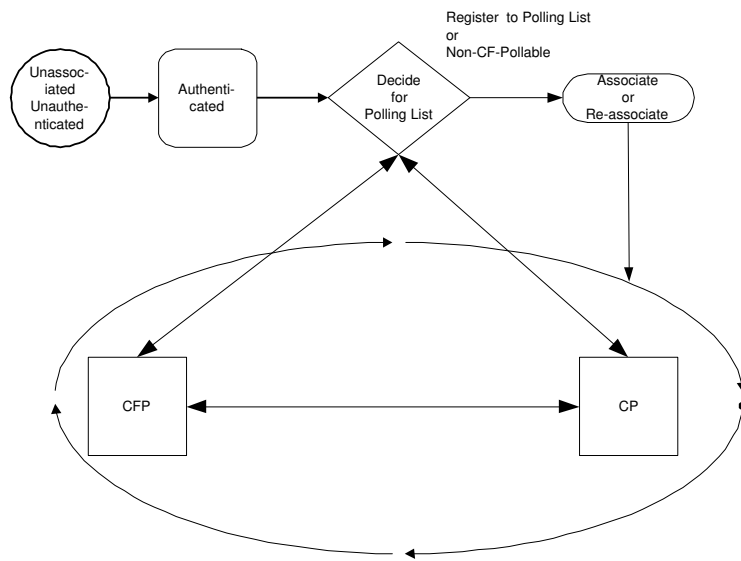 Register to Polling List
or
Non-CF-Pollable
Unassoc-
iated
Unauthe-
nticated
Authenti-
cated
Decide
for
Polling List
Associate
or
Re-associate
CFP
CP